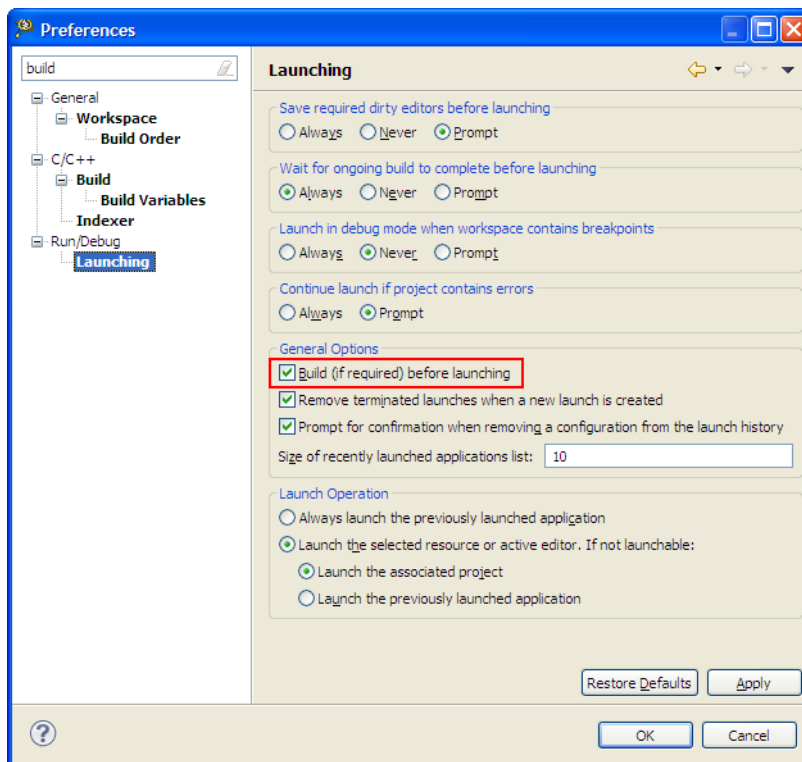 Preferences
build
General
Workspace
Build Order
C/C++
Build
Build Variables
Indexer
Run/Debug
Launching
Launching
Save required dirty editors before launching
Always Never Prompt
Wait for ongoing build to complete before launching
Always Never Prompt
Launch in debug mode when workspace contains breakpoints
Always Never Prompt
Continue launch if project contains errors
Always Prompt
General Options
Build (if required) before launching
Remove terminated launches when a new launch is created
Prompt for confirmation when removing a configuration from the launch history
Size of recently launched applications list: 10
Launch Operation
Always launch the previously launched application
Launch the selected resource or active editor. If not launchable:
Launch the associated project
Launch the previously launched application
Restore Defaults Apply
? OK Cancel